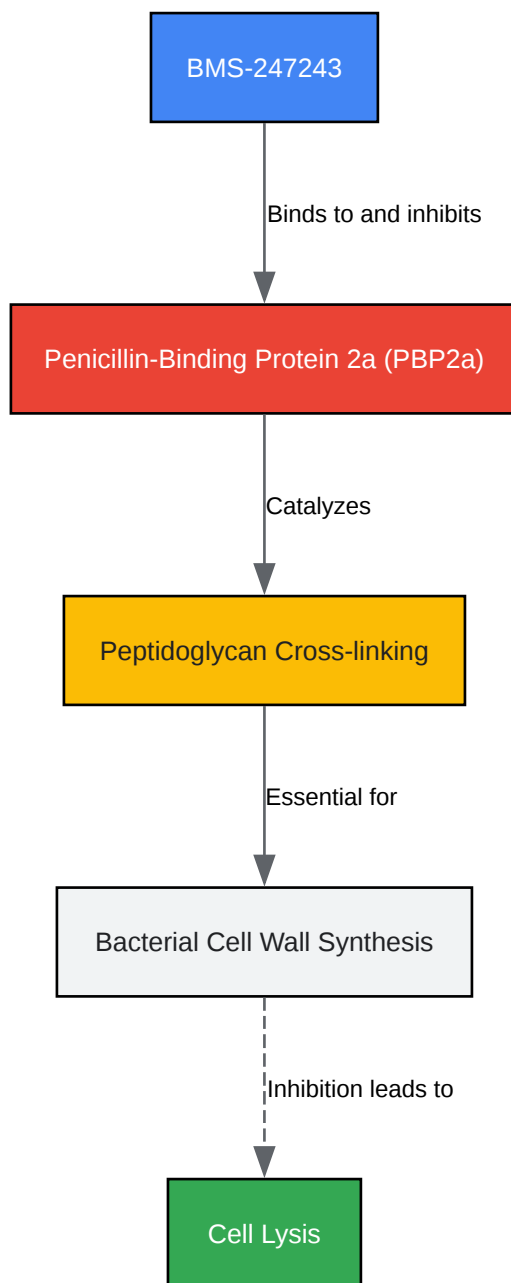 BMS-247243
Binds to and inhibits
Penicillin-Binding Protein 2a (PBP2a)
Catalyzes
Peptidoglycan Cross-linking
Essential for
Bacterial Cell Wall Synthesis
Inhibition leads to
Cell Lysis